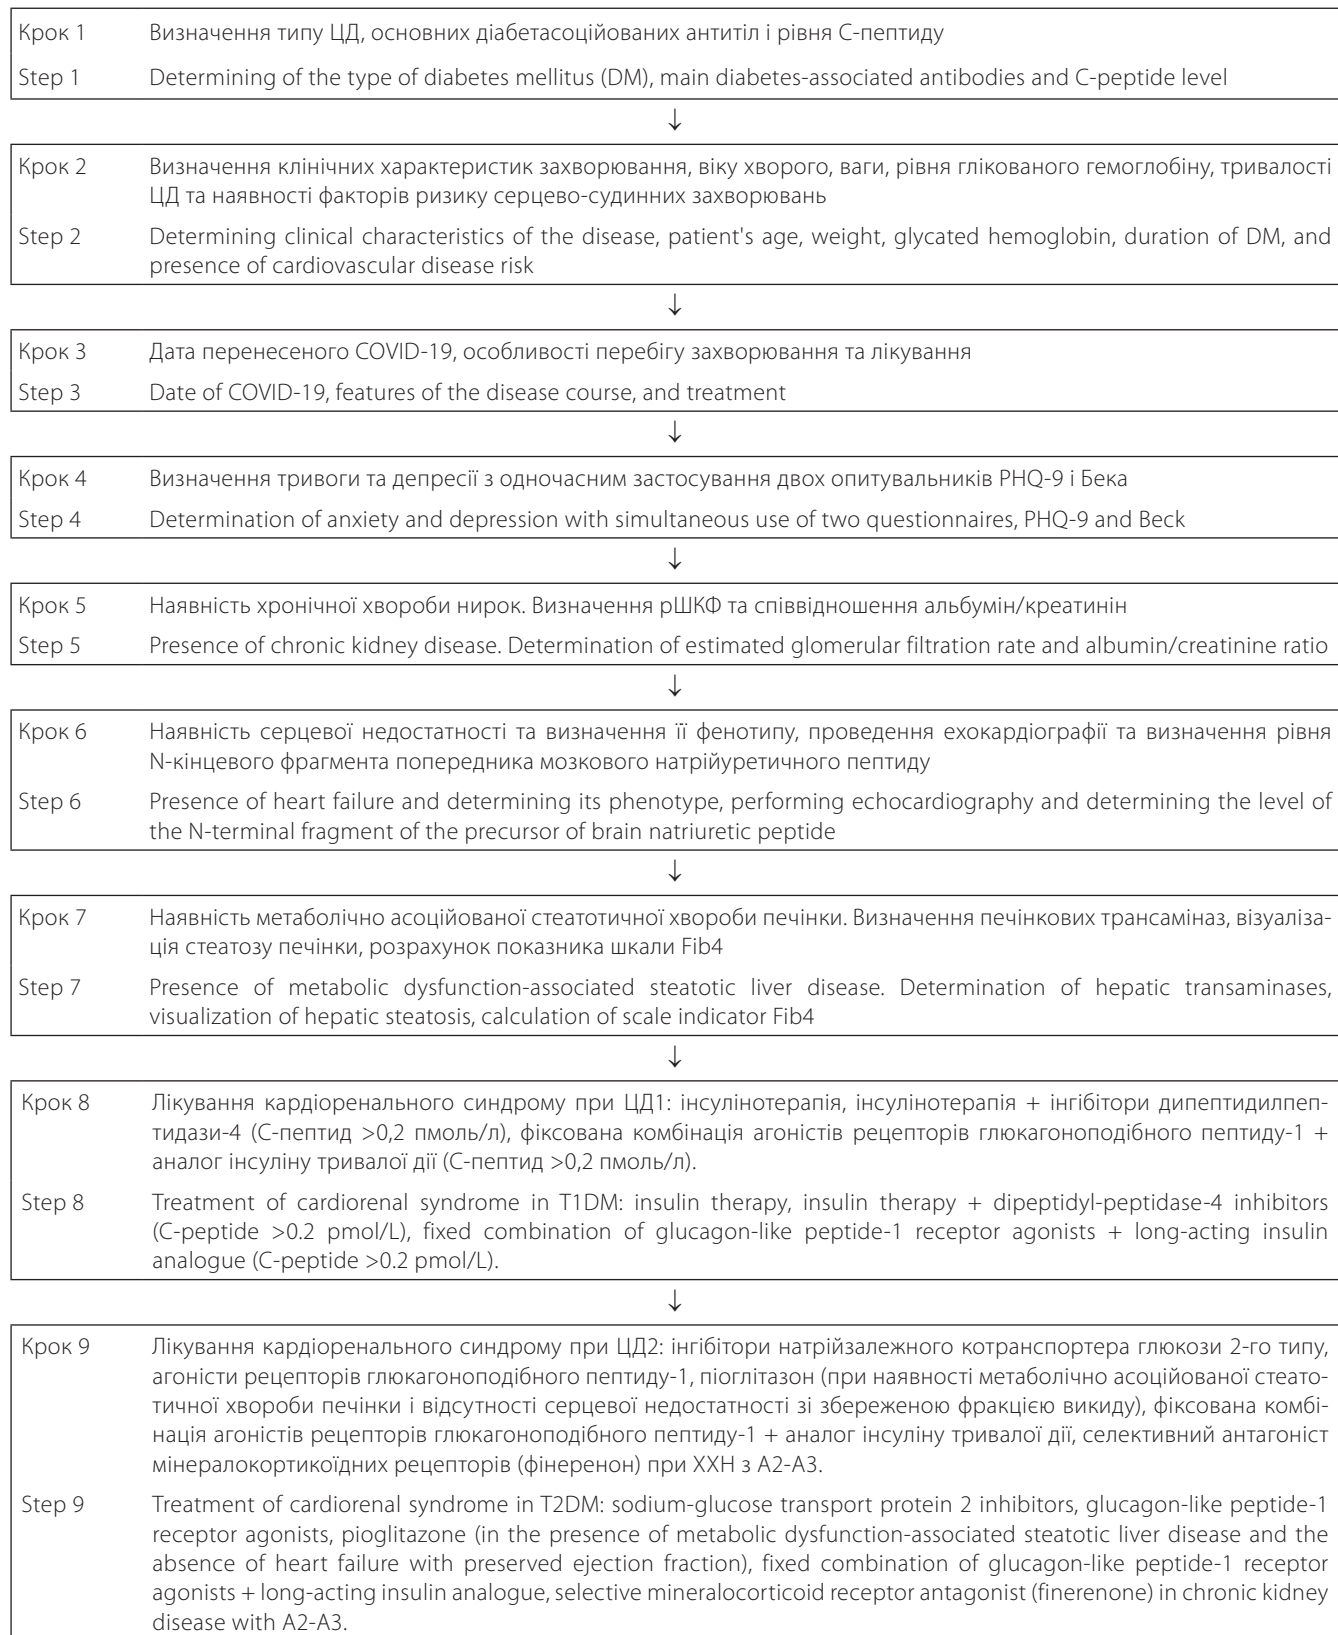 Крок 1 Визначення типу ЦД, основних діабетасоційованих антитіл і рівня С-пептиду
Step 1 Determining of the type of diabetes mellitus (DM), main diabetes-associated antibodies and C-peptide level
↓
Крок 2 Визначення клінічних характеристик захворювання, віку хворого, ваги, рівня глікованого гемоглобіну, тривалості
ЦД та наявності факторів ризику серцево-судинних захворювань
Step 2 Determining clinical characteristics of the disease, patient's age, weight, glycated hemoglobin, duration of DM, and
presence of cardiovascular disease risk
↓
Крок 3 Дата перенесеного COVID-19, особливості перебігу захворювання та лікування
Step 3 Date of COVID-19, features of the disease course, and treatment
↓
Крок 4 Визначення тривоги та депресії з одночасним застосування двох опитувальників PHQ-9 і Бека
Step 4 Determination of anxiety and depression with simultaneous use of two questionnaires, PHQ-9 and Beck
↓
Крок 5 Наявність хронічної хвороби нирок. Визначення рШКФ та співвідношення альбумін/креатинін
Step 5 Presence of chronic kidney disease. Determination of estimated glomerular filtration rate and albumin/creatinine ratio
↓
Крок 6 Наявність серцевої недостатності та визначення її фенотипу, проведення ехокардіографії та визначення рівня
N-кінцевого фрагмента попередника мозкового натрійуретичного пептиду
Step 6 Presence of heart failure and determining its phenotype, performing echocardiography and determining the level of
the N-terminal fragment of the precursor of brain natriuretic peptide
↓
Крок 7 Наявність метаболічно асоційованої стеатотичної хвороби печінки. Визначення печінкових трансаміназ, візуаліза-
ція стеатозу печінки, розрахунок показника шкали Fib4
Step 7 Presence of metabolic dysfunction-associated steatotic liver disease. Determination of hepatic transaminases,
visualization of hepatic steatosis, calculation of scale indicator Fib4
↓
Крок 8 Лікування кардіоренального синдрому при ЦД1: інсулінотерапія, інсулінотерапія + інгібітори дипептидилпеп-
тидази-4 (С-пептид >0,2 пмоль/л), фіксована комбінація агоністів рецепторів глюкагоноподібного пептиду-1 +
аналог інсуліну тривалої дії (С-пептид >0,2 пмоль/л).
Step 8 Treatment of cardiorenal syndrome in T1DM: insulin therapy, insulin therapy + dipeptidyl-peptidase-4 inhibitors
(C-peptide >0.2 pmol/L), fixed combination of glucagon-like peptide-1 receptor agonists + long-acting insulin
analogue (C-peptide >0.2 pmol/L).
↓
Крок 9 Лікування кардіоренального синдрому при ЦД2: інгібітори натрійзалежного котранспортера глюкози 2-го типу,
агоністи рецепторів глюкагоноподібного пептиду-1, піоглітазон (при наявності метаболічно асоційованої стеато-
тичної хвороби печінки і відсутності серцевої недостатності зі збереженою фракцією викиду), фіксована комбі-
нація агоністів рецепторів глюкагоноподібного пептиду-1 + аналог інсуліну тривалої дії, селективний антагоніст
мінералокортикоїдних рецепторів (фінеренон) при ХХН з А2-А3.
Step 9 Treatment of cardiorenal syndrome in T2DM: sodium-glucose transport protein 2 inhibitors, glucagon-like peptide-1
receptor agonists, pioglitazone (in the presence of metabolic dysfunction-associated steatotic liver disease and the
absence of heart failure with preserved ejection fraction), fixed combination of glucagon-like peptide-1 receptor
agonists + long-acting insulin analogue, selective mineralocorticoid receptor antagonist (finerenone) in chronic kidney
disease with A2-A3.